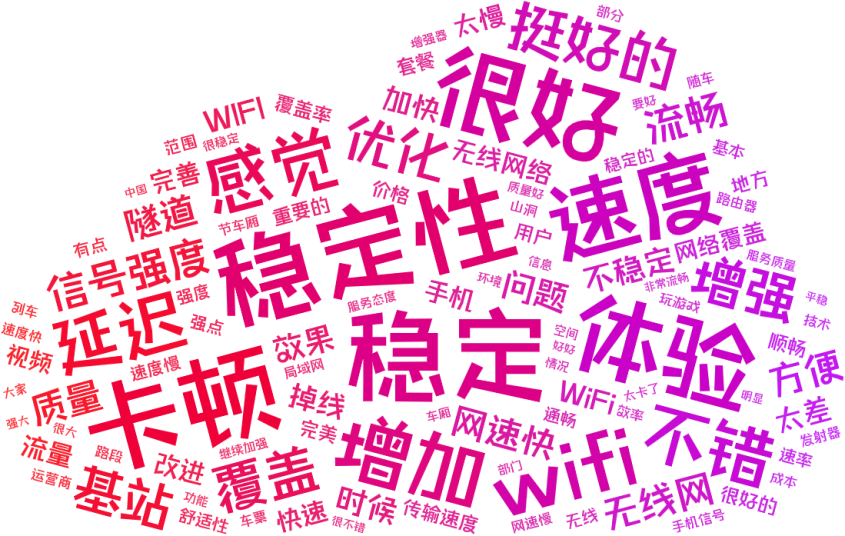 部分
太慢
增强器
挺好的
套餐
很好
随车
WIFI
覆盖率
加快
要好
流畅
范围
很稳定
感觉
优化
无线网络
稳定的
基本
中国
完善
价格
质量好
速度
地方
隧道
节车厢
重要的
稳定性
山洞
路由器
有点
信号强度
用户
不稳定
网络覆盖
强度
服务态度
手机
环境
信息
问题
非常流畅
增强
服务质量
列车
延迟
强点
玩游戏
平稳
速度快
效果
稳定
空间
体验
技术
视频
速度慢
局域网
好好
顺畅
大家
质量
卡顿
掉线
情况
WiFi
太卡了
明显
方便
强大
很大
完美
车厢
网速快
通畅
效率
不错
太差
流量
路段
继续加强
增加
发射器
运营商
改进
覆盖
部门
wifi
速率
基站
功能
时候
无线网
成本
舒适性
车票
快速
很不错
传输速度
网速慢
无线
手机信号
很好的